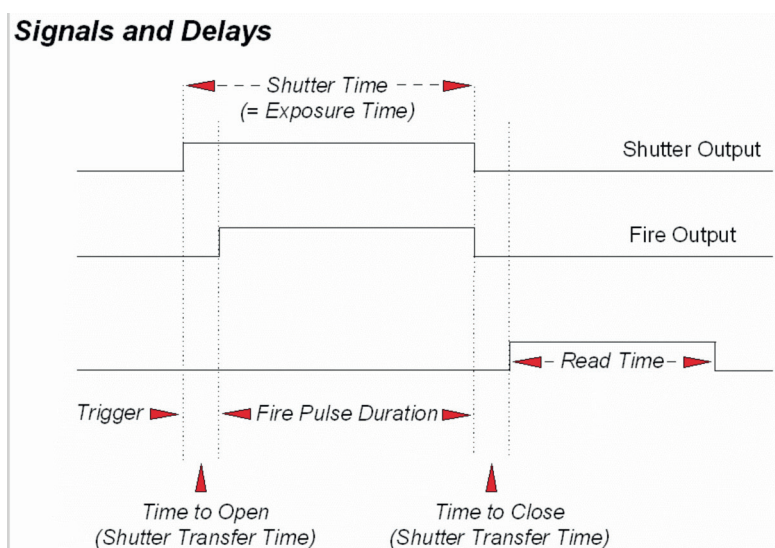 Signals and Delays
Shutter Time
(= Exposure Time)
Shutter Output
Fire Output
Read Time
Trigger
Fire Pulse Duration
Time to Open
(Shutter Transfer Time)
Time to Close
(Shutter Transfer Time)